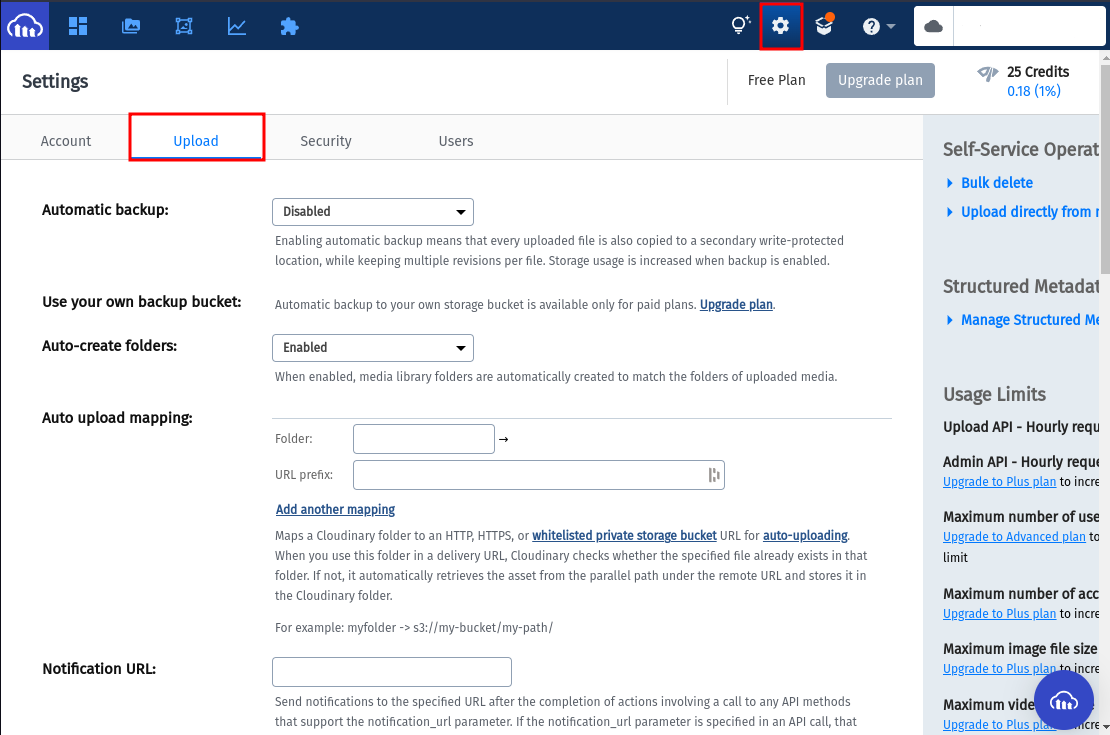 Settings
Free Plan
Upgrade plan
25 Credits
0.18 (1%)
Account
Upload
Security
Users
Automatic backup:
Disabled
Enabling automatic backup means that every uploaded file is also copied to a secondary write-protected
location, while keeping multiple revisions per file. Storage usage is increased when backup is enabled.
Use your own backup bucket:
Automatic backup to your own storage bucket is available only for paid plans. Upgrade plan.
Auto-create folders:
Enabled
When enabled, media library folders are automatically created to match the folders of uploaded media.
Auto upload mapping:
Folder:
→
URL prefix:
Add another mapping
Maps a Cloudinary folder to an HTTP, HTTPS, or whitelisted private storage bucket URL for auto-uploading.
When you use this folder in a delivery URL, Cloudinary checks whether the specified file already exists in that
folder. If not, it automatically retrieves the asset from the parallel path under the remote URL and stores it in
the Cloudinary folder.
For example: myfolder -> s3://my-bucket/my-path/
Notification URL:
Send notifications to the specified URL after the completion of actions involving a call to any API methods
that support the notification_url parameter. If the notification_url parameter is specified in an API call, that
Self-Service Operat
Bulk delete
Upload directly from
Structured Metadat
Manage Structured Me
Usage Limits
Upload API - Hourly requ
Admin API - Hourly reque
Upgrade to Plus plan to incre
Maximum number of use
Upgrade to Advanced plan to
limit
Maximum number of acc
Upgrade to Plus plan to incre
Maximum image file size
Upgrade to Plus plan to incre
Maximum vide
Upgrade to Plus pla incre